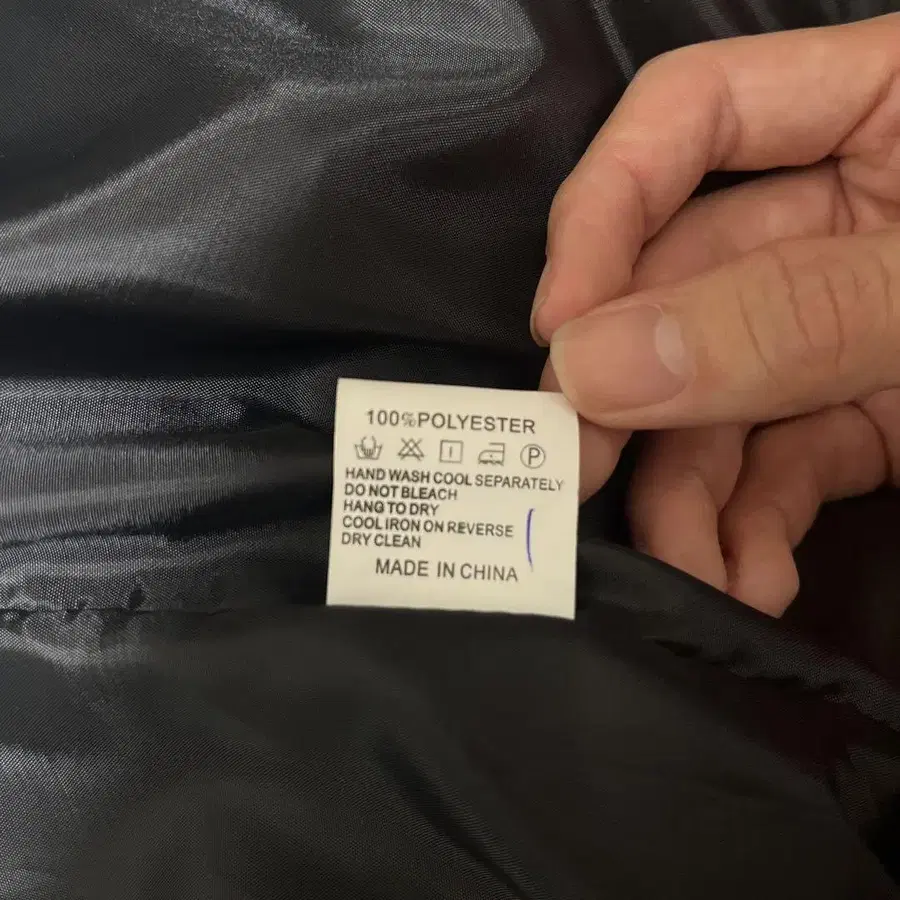 100%POLYESTER
P
HAND WASH COOL SEPARATELY
DO NOT BLEACH
HANG TO DRY
COOL IRON ON REVERSE
DRY CLEAN
MADE IN CHINA